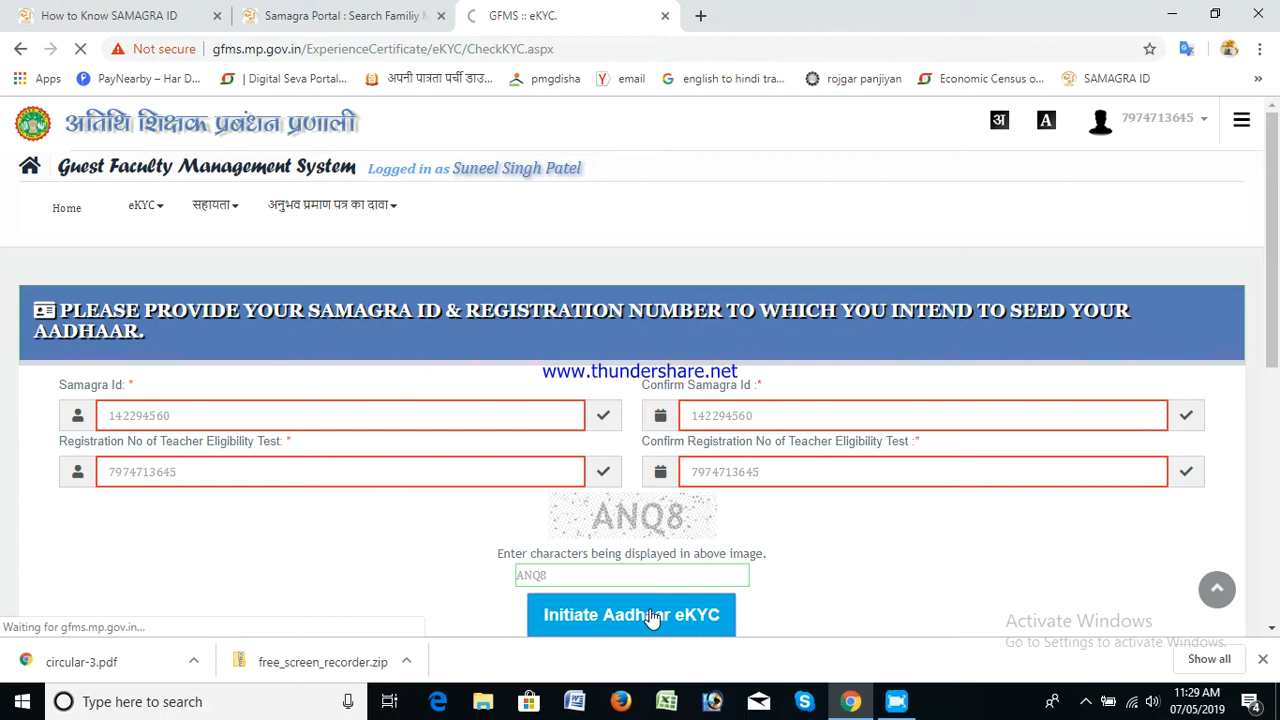 How to Know SAMAGRA ID
Samagra Portal : Search Familiy M
GFMS :: eKYC.
Not secure
gfms.mp.gov.in/ExperienceCertificate/eKYC/CheckKYC.aspx
Apps
PayNearby – Har D...
| Digital Seva Portal...
अपनी पात्रता पर्ची डाउ...
pmgdisha
email
english to hindi tra...
rojgar panjiyan
Economic Census o...
SAMAGRA ID
»
अतिथि शिक्षक प्रबंधन प्रणाली
अ
A
7974713645
Guest Faculty Management System
Logged in as Suneel Singh Patel
Home
eKYC
सहायता
अनुभव प्रमाण पत्र का दावा
PLEASE PROVIDE YOUR SAMAGRA ID & REGISTRATION NUMBER TO WHICH YOU INTEND TO SEED YOUR
AADHAAR.
www.thundershare.net
Samagra Id: *
Confirm Samagra Id :*
142294560
142294560
Registration No of Teacher Eligibility Test: *
Confirm Registration No of Teacher Eligibility Test :*
7974713645
7974713645
ANQ8
Enter characters being displayed in above image.
ANQ8
Initiate Aadhaar eKYC
Activate Windows
Go to Settings to activate Windows.
Waiting for gfms.mp.gov.in...
circular-3.pdf
free_screen_recorder.zip
Show all
Type here to search
11:29 AM
07/05/2019
4